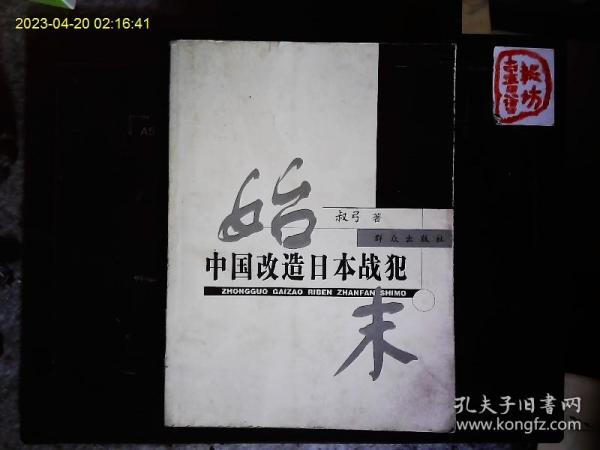 2023-04-20 02:16:41
A5
始
叔弓 著
群众出版社
中国改造日本战犯
ZHONGGUO GAIZAO RIBEN ZHANFAN SHIMO
末
孔夫子旧书网
www.kongfz.com